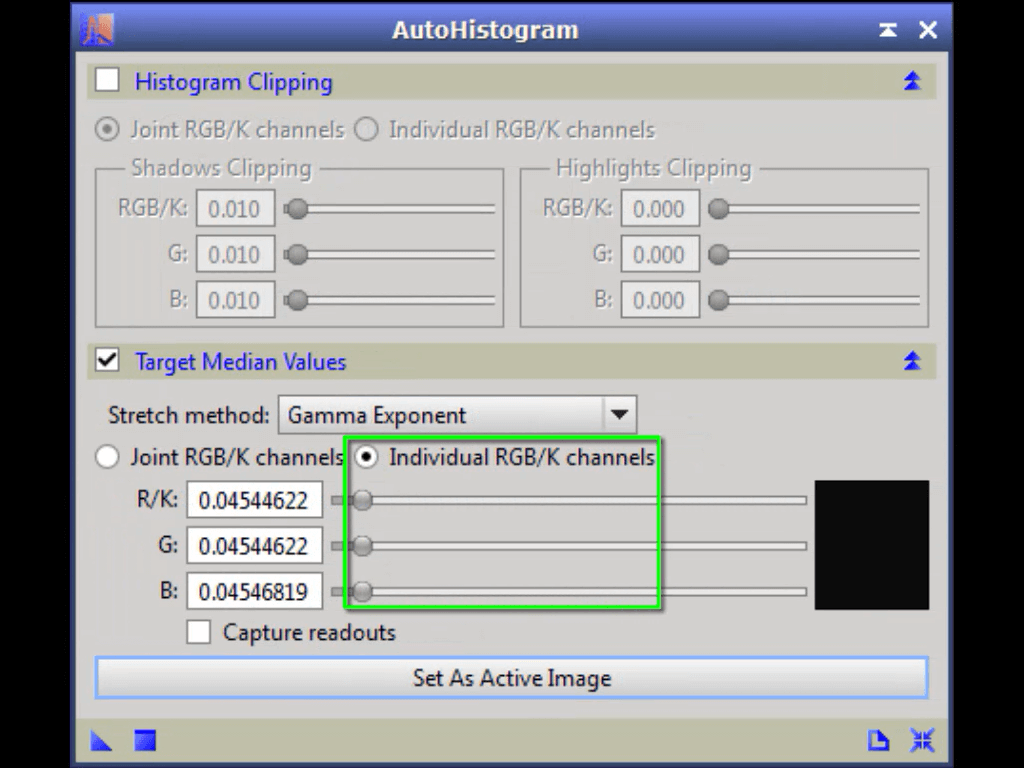 AutoHistogram
Histogram Clipping
Joint RGB/K channels Individual RGB/K channels
Shadows Clipping Highlights Clipping
RGB/K: 0.010 RGB/K: 0.000
G: 0.010 G: 0.000
B: 0.010 B: 0.000
Target Median Values
Stretch method: Gamma Exponent
Joint RGB/K channels Individual RGB/K channels
R/K: 0.04544622
G: 0.04544622
B: 0.04546819
Capture readouts
Set As Active Image